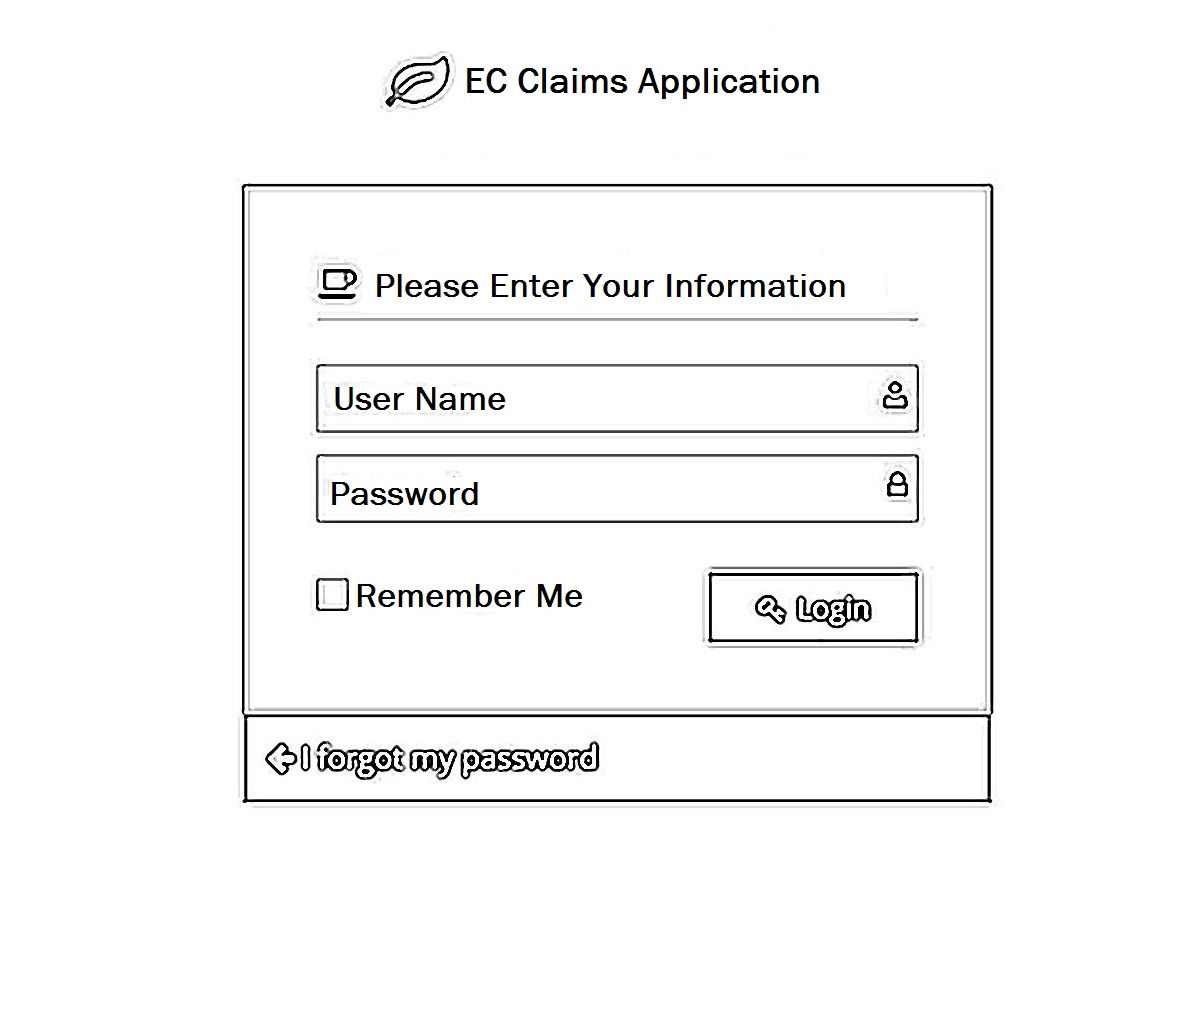 EC Claims Application
Please Enter Your Information
User Name
Password
Remember Me
Login
I forgot my password